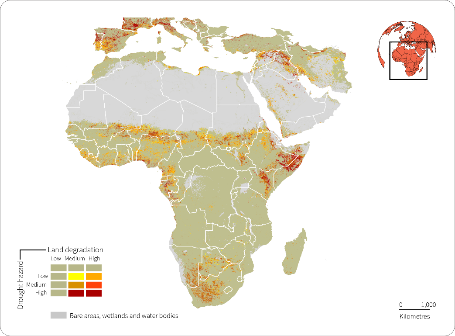 Land degradation
Low Medium High
Drought hazard
Low
Medium
High
Bare areas, wetlands and water bodies
0 1,000
Kilometres